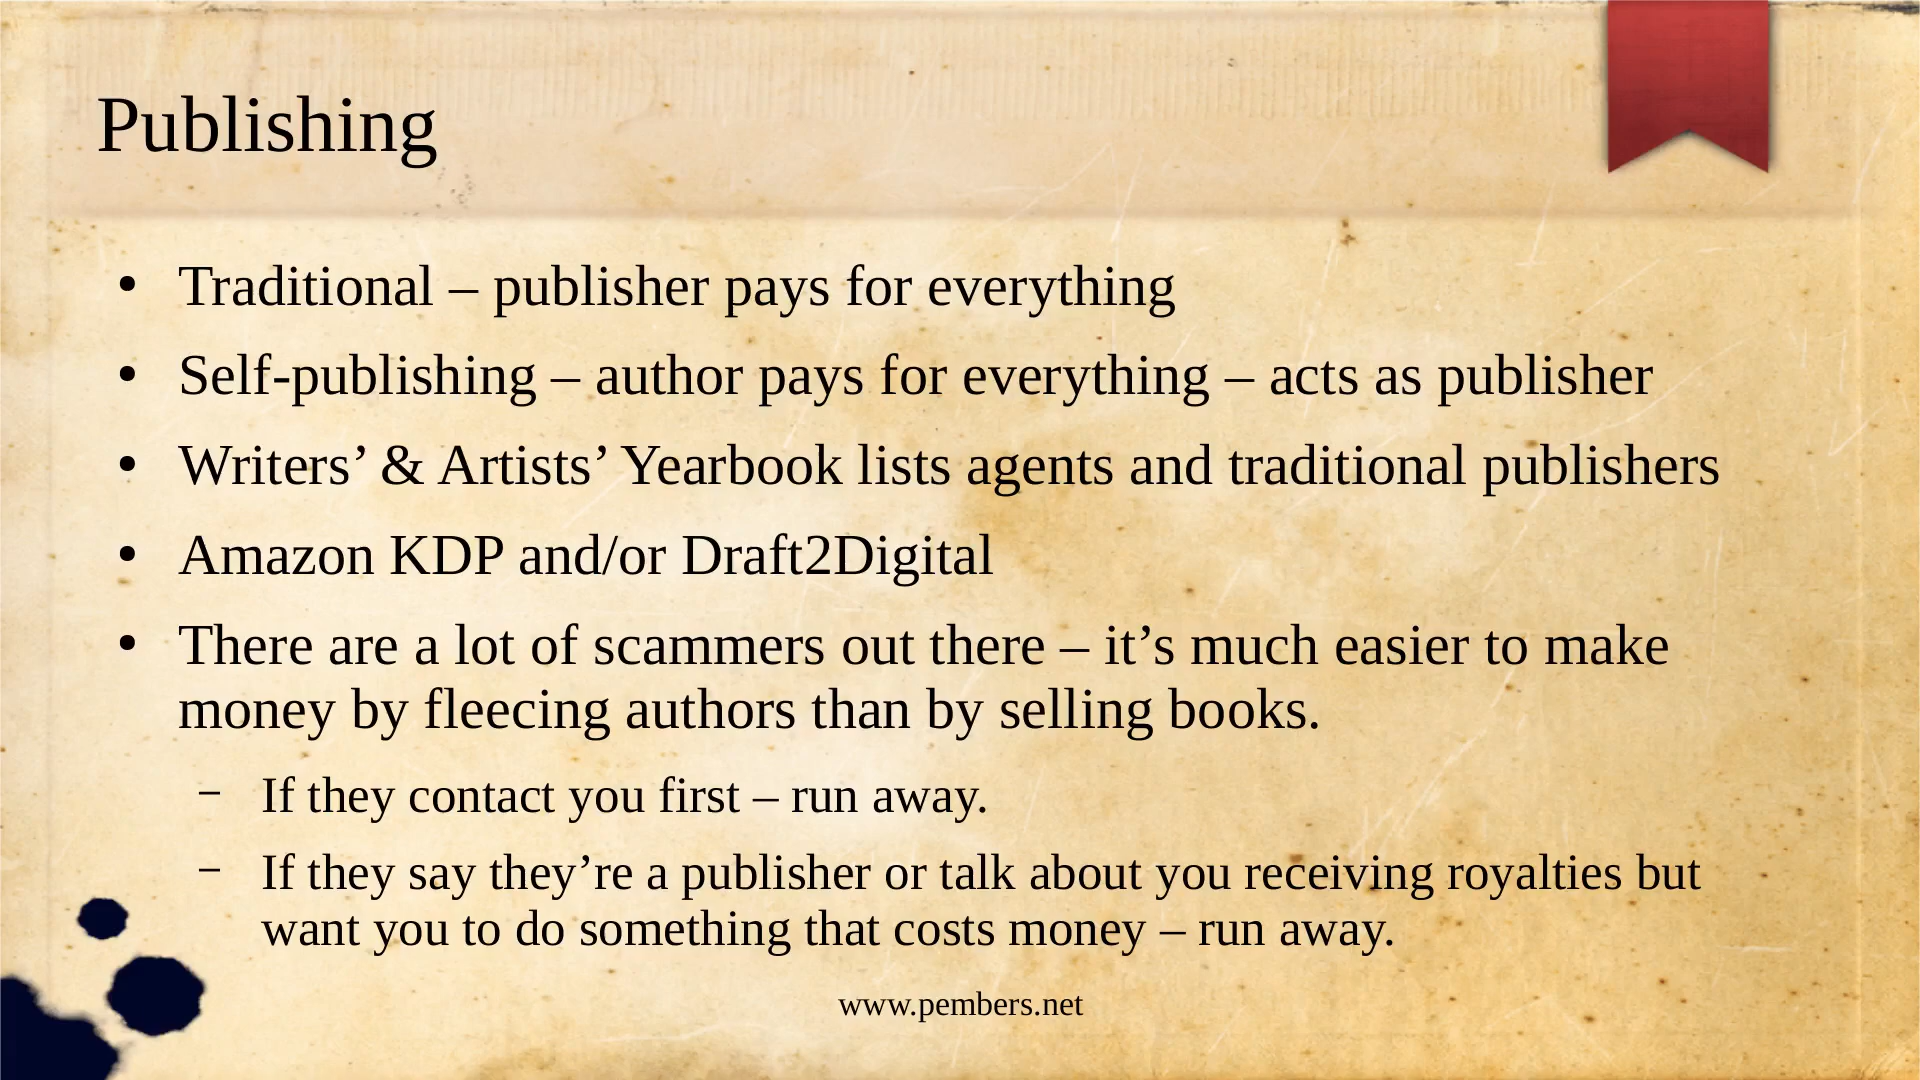 Publishing
• Traditional – publisher pays for everything
• Self-publishing – author pays for everything – acts as publisher
• Writers’ & Artists’ Yearbook lists agents and traditional publishers
• Amazon KDP and/or Draft2Digital
• There are a lot of scammers out there – it’s much easier to make
money by fleecing authors than by selling books.
– If they contact you first – run away.
– If they say they’re a publisher or talk about you receiving royalties but
want you to do something that costs money – run away.
www.pembers.net